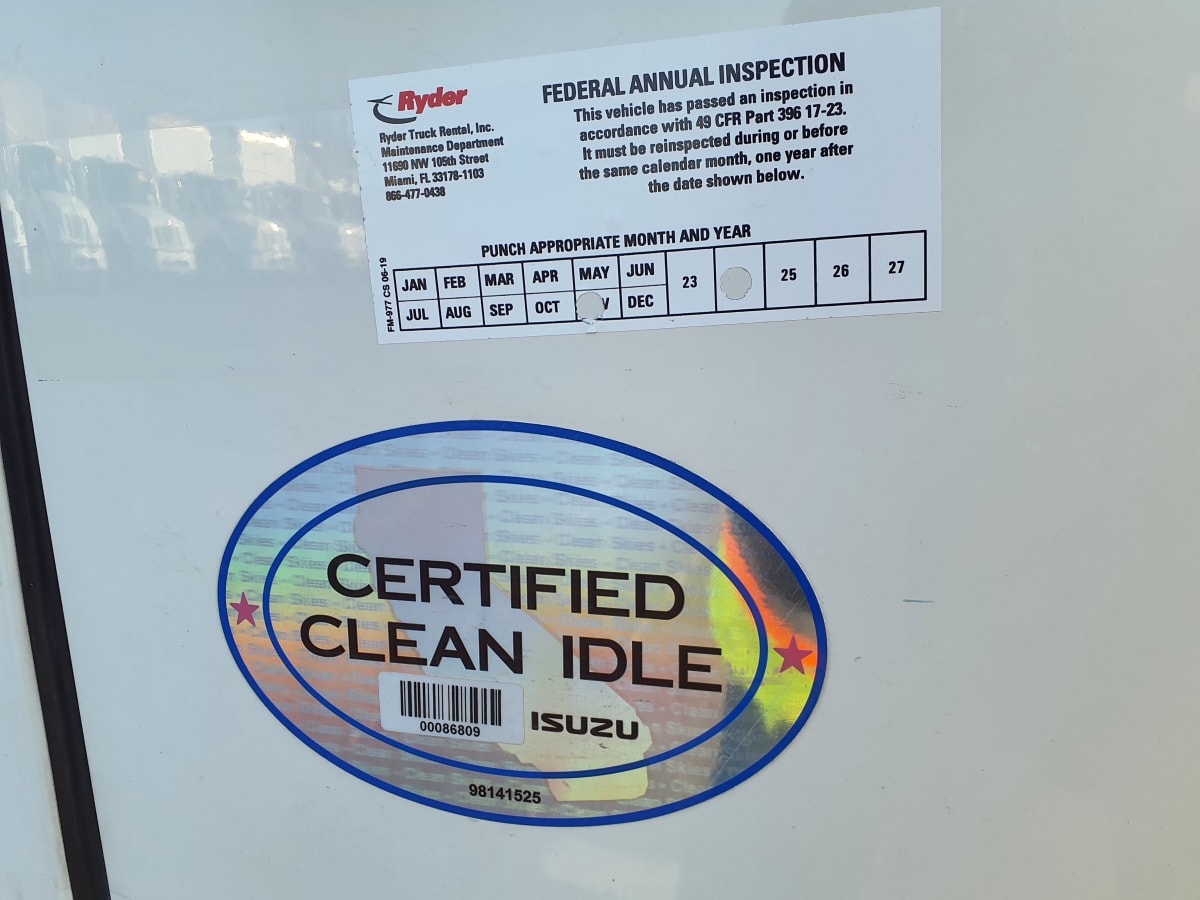 Ryder
Ryder Truck Rental, Inc.
Maintenance Department
11690 NW 105th Street
Miami, FL 33178-1103
866-477-0438
FEDERAL ANNUAL INSPECTION
This vehicle has passed an inspection in
accordance with 49 CFR Part 396 17-23.
It must be reinspected during or before
the same calendar month, one year after
the date shown below.
PUNCH APPROPRIATE MONTH AND YEAR
FM-977 CS 06-19
JAN FEB MAR APR MAY JUN 23 25 26 27
JUL AUG SEP OCT V DEC
CERTIFIED
CLEAN IDLE
00086809
ISUZU
98141525